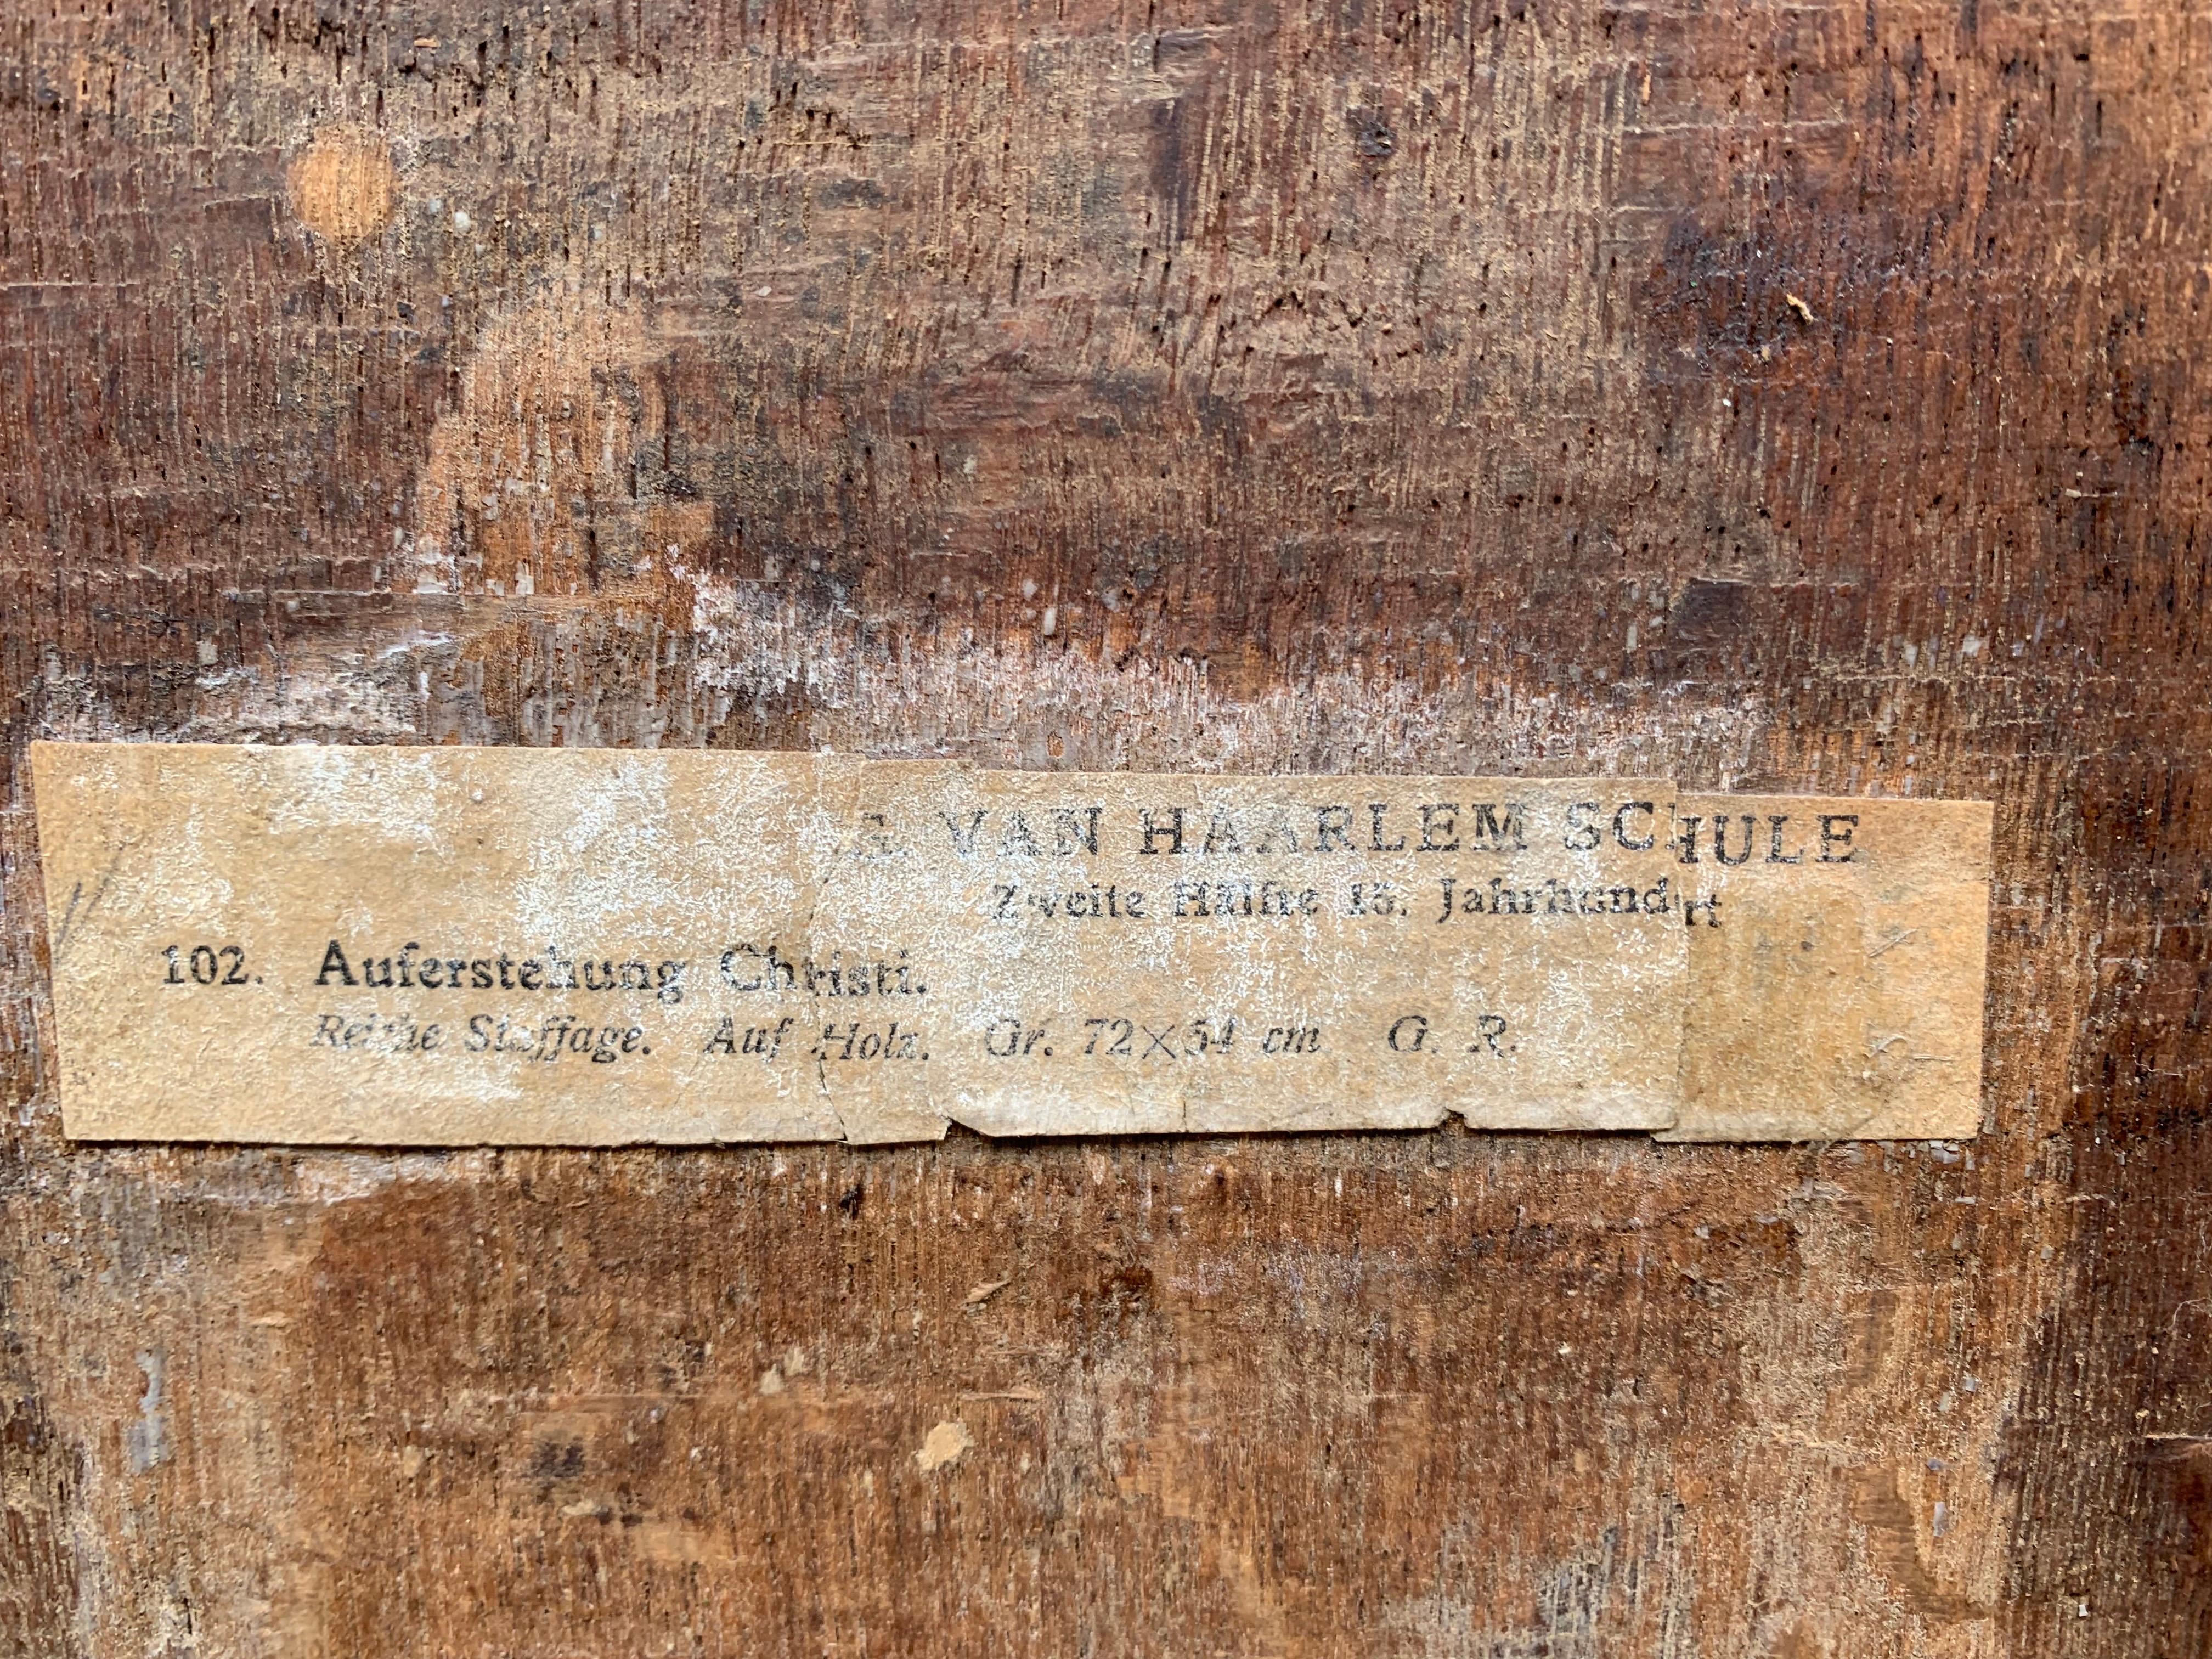 G. VAN HAARLEM SCHULE
Zweite Hälfte 15. Jahrhundert
102. Auferstehung Christi.
Reiche Staffage. Auf Holz. Gr. 72×54 cm G. R.